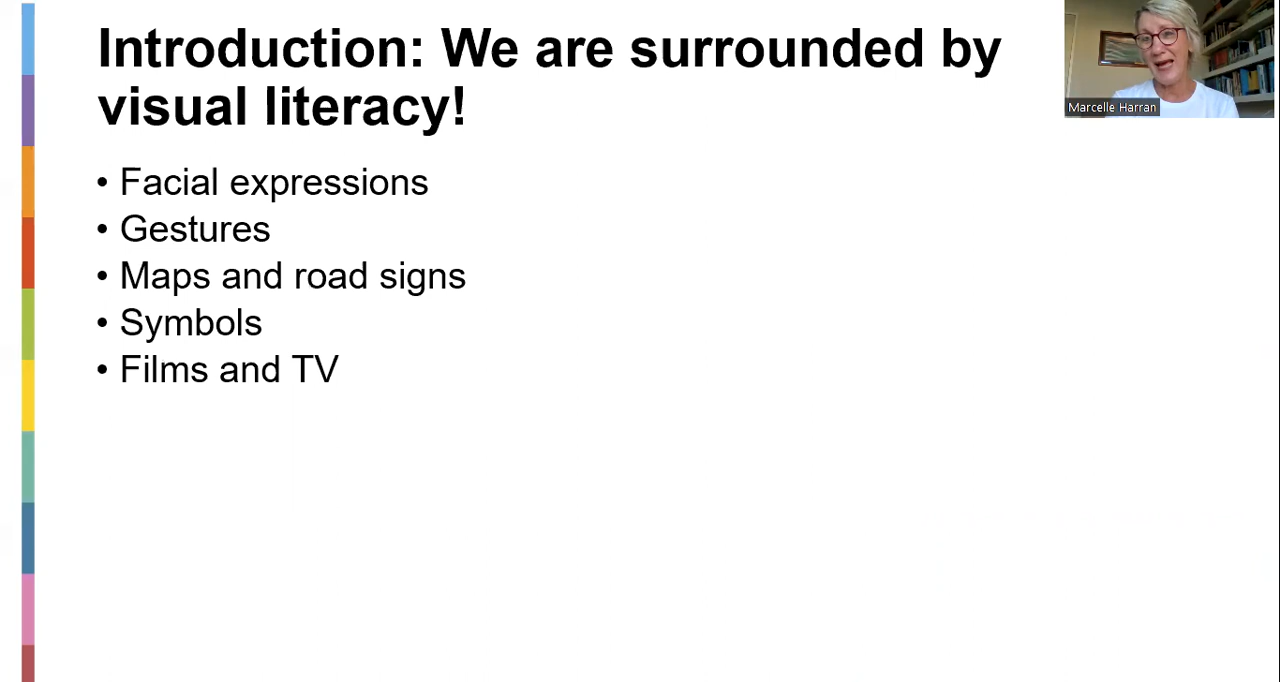 Introduction: We are surrounded by
visual literacy!
Marcelle Harran
• Facial expressions
• Gestures
• Maps and road signs
• Symbols
• Films and TV